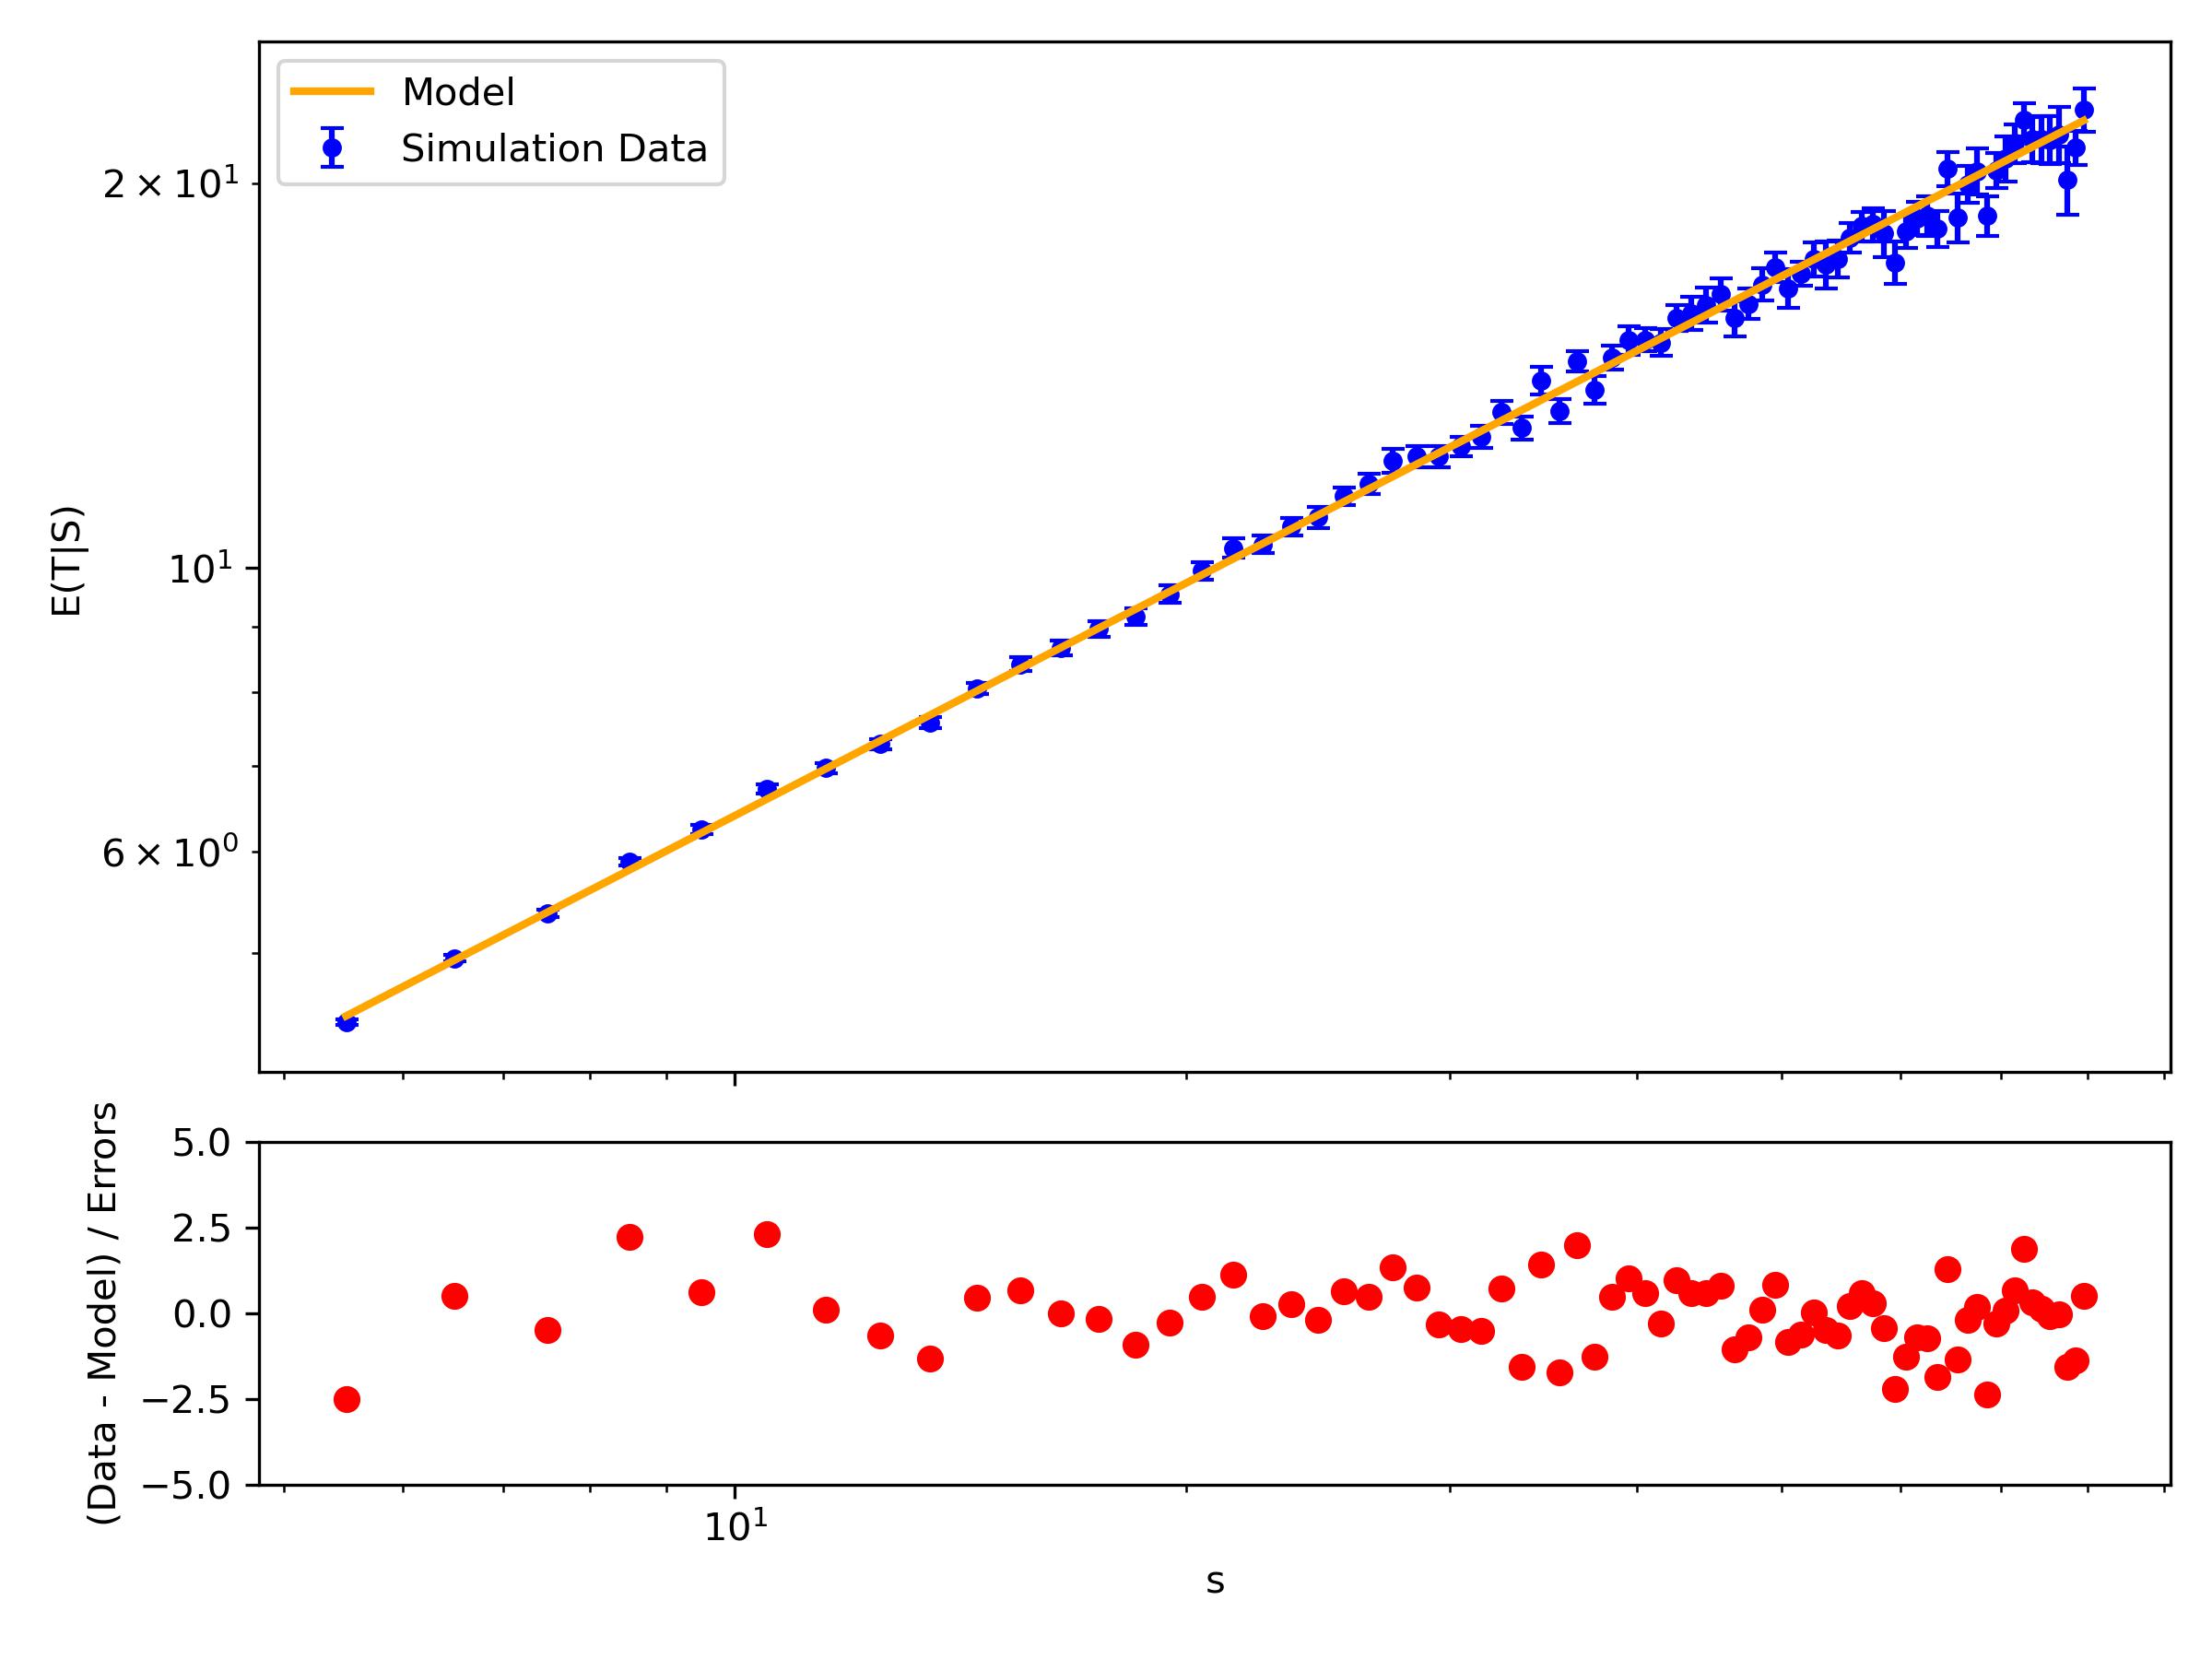 Model
Simulation Data
2 × 10¹
10¹
6 × 10⁰
E(T|S)
5.0
2.5
0.0
−2.5
−5.0
(Data - Model) / Errors
10¹
s